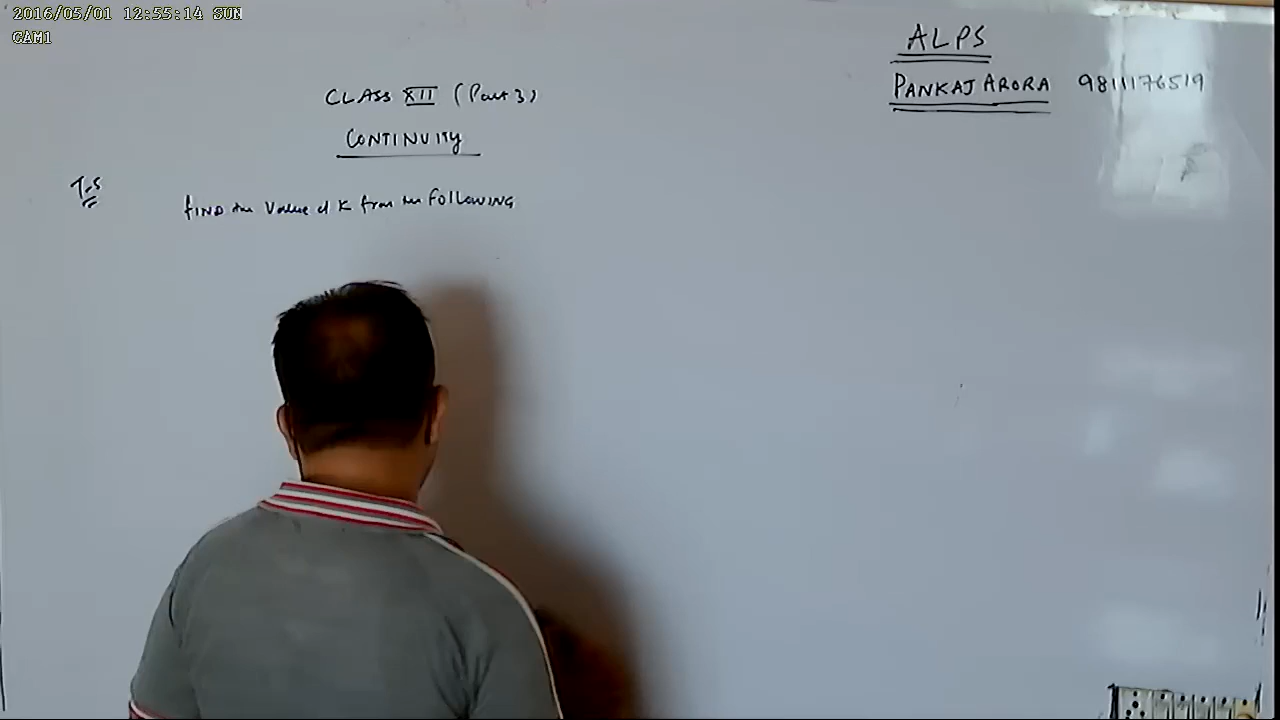 2016/05/01 12:55:14 SUN
CAM1
ALPS
PANKAJ ARORA 9811176519
CLASS XII (Part 3)
CONTINUITY
T-5
FIND the Value of K from the FOLLOWING